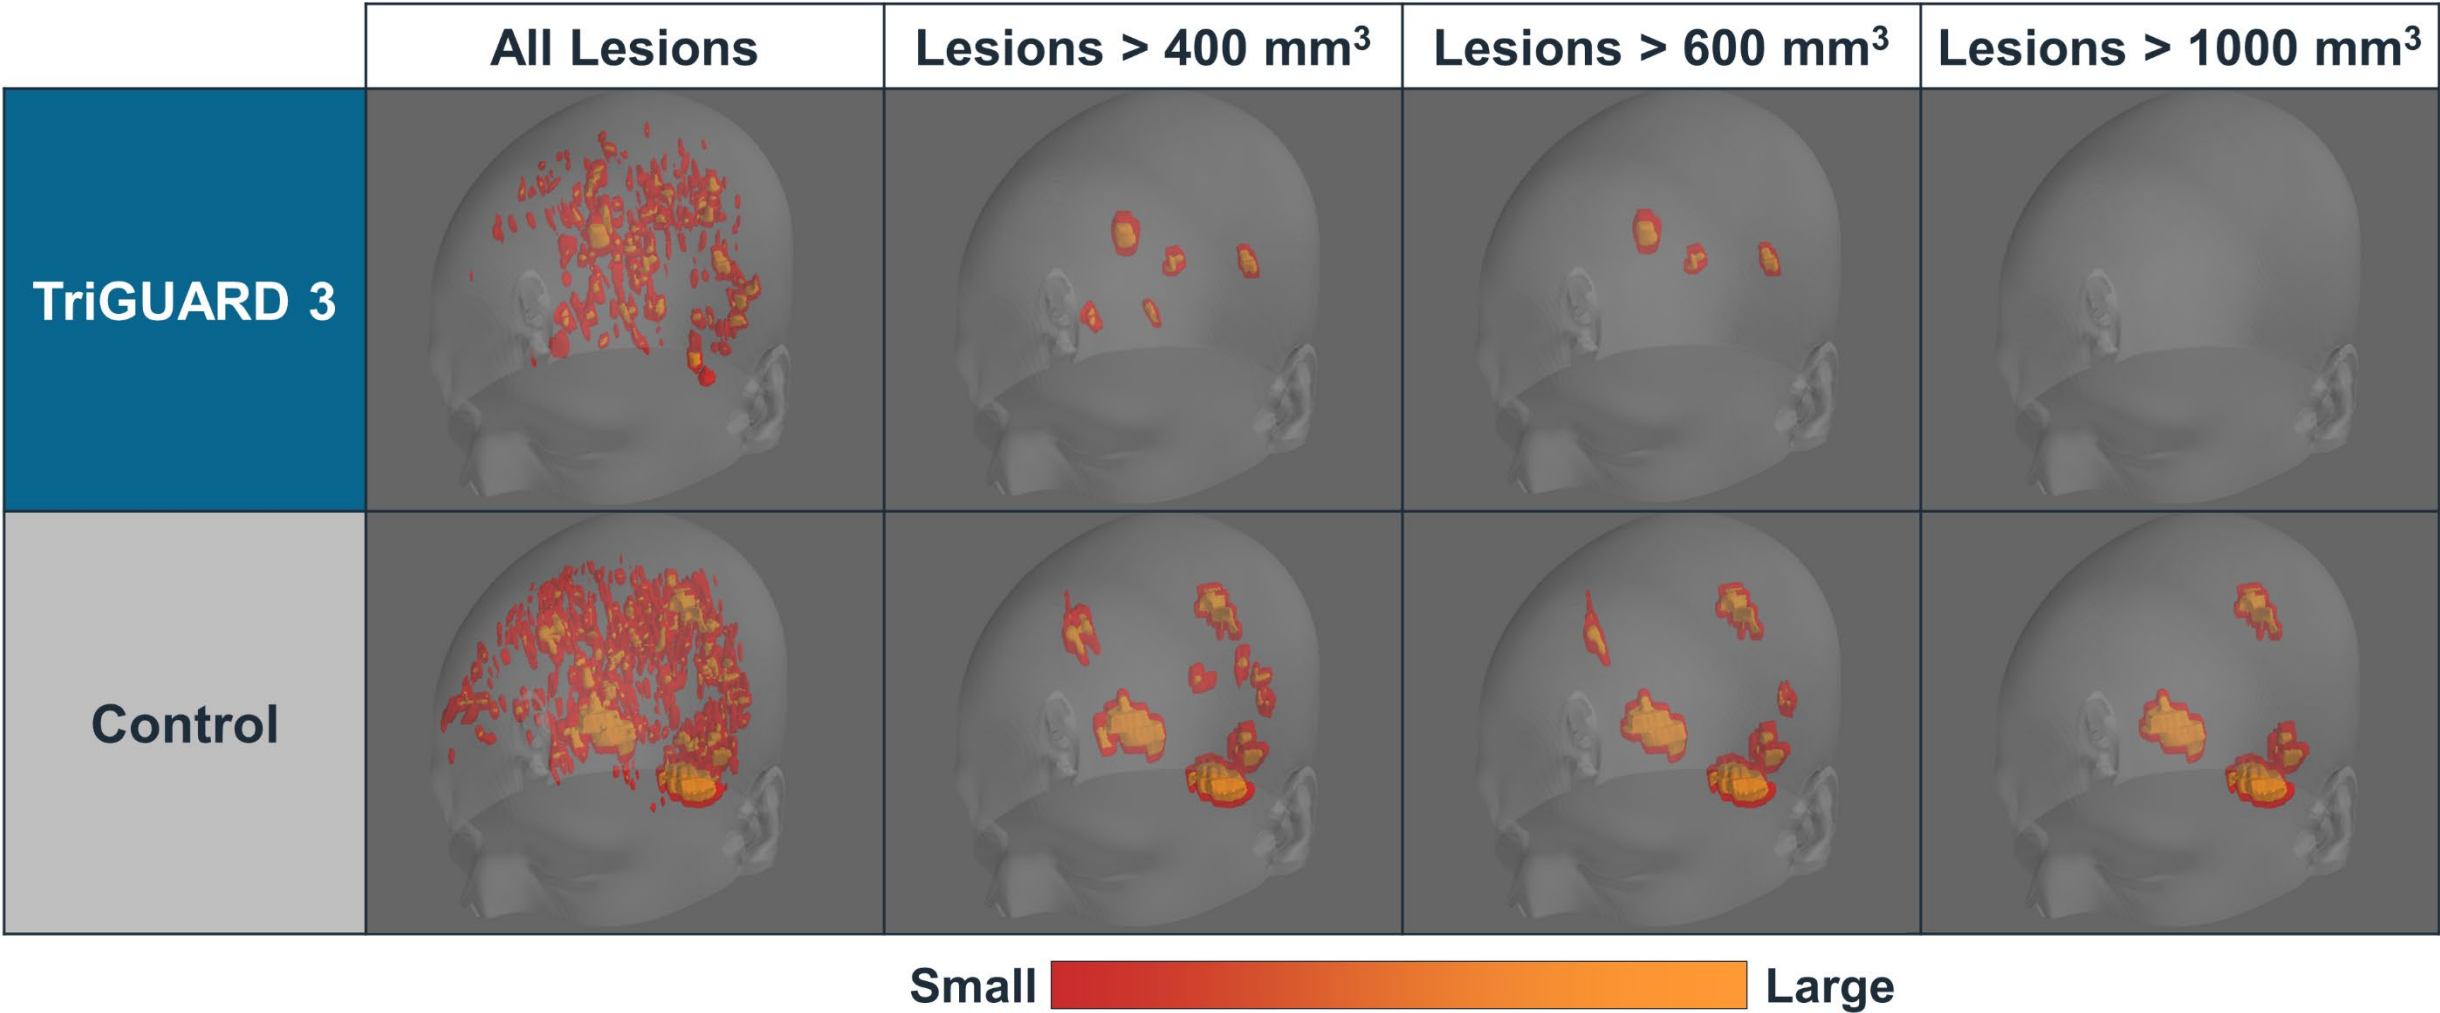 All Lesions
Lesions > 400 mm³
Lesions > 600 mm³
Lesions > 1000 mm³
TriGUARD 3
Control
Small
Large